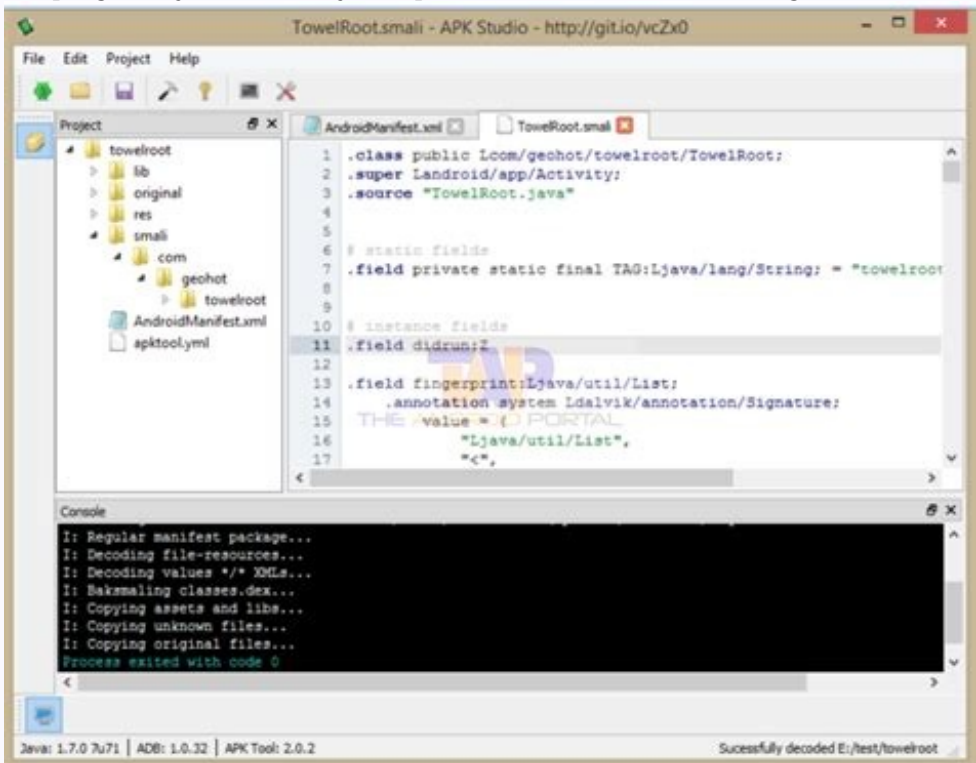 TowelRoot.smali - APK Studio - http://git.io/vcZx0
File Edit Project Help
Project
towelroot
lib
original
res
smali
com
geohot
towelroot
AndroidManifest.xml
apktool.yml
AndroidManifest.xml TowelRoot.smali
1 .class public Lcom/geohot/towelroot/TowelRoot;
2 .super Landroid/app/Activity;
3 .source "TowelRoot.java"
4
5
6 # static fields
7 .field private static final TAG:Ljava/lang/String; = "towelroot
8
9
10 # instance fields
11 .field didrun:Z
12
13 .field fingerprint:Ljava/util/List;
14 .annotation system Ldalvik/annotation/Signature;
15 value = {
16 "Ljava/util/List",
17 "<",
TAP
THE ANDROID PORTAL
Console
I: Regular manifest package...
I: Decoding file-resources...
I: Decoding values */* XMLs...
I: Baksmaling classes.dex...
I: Copying assets and libs...
I: Copying unknown files...
I: Copying original files...
Process exited with code 0
Java: 1.7.0 7u71 | ADB: 1.0.32 | APK Tool: 2.0.2 Sucessfully decoded E:/test/towelroot